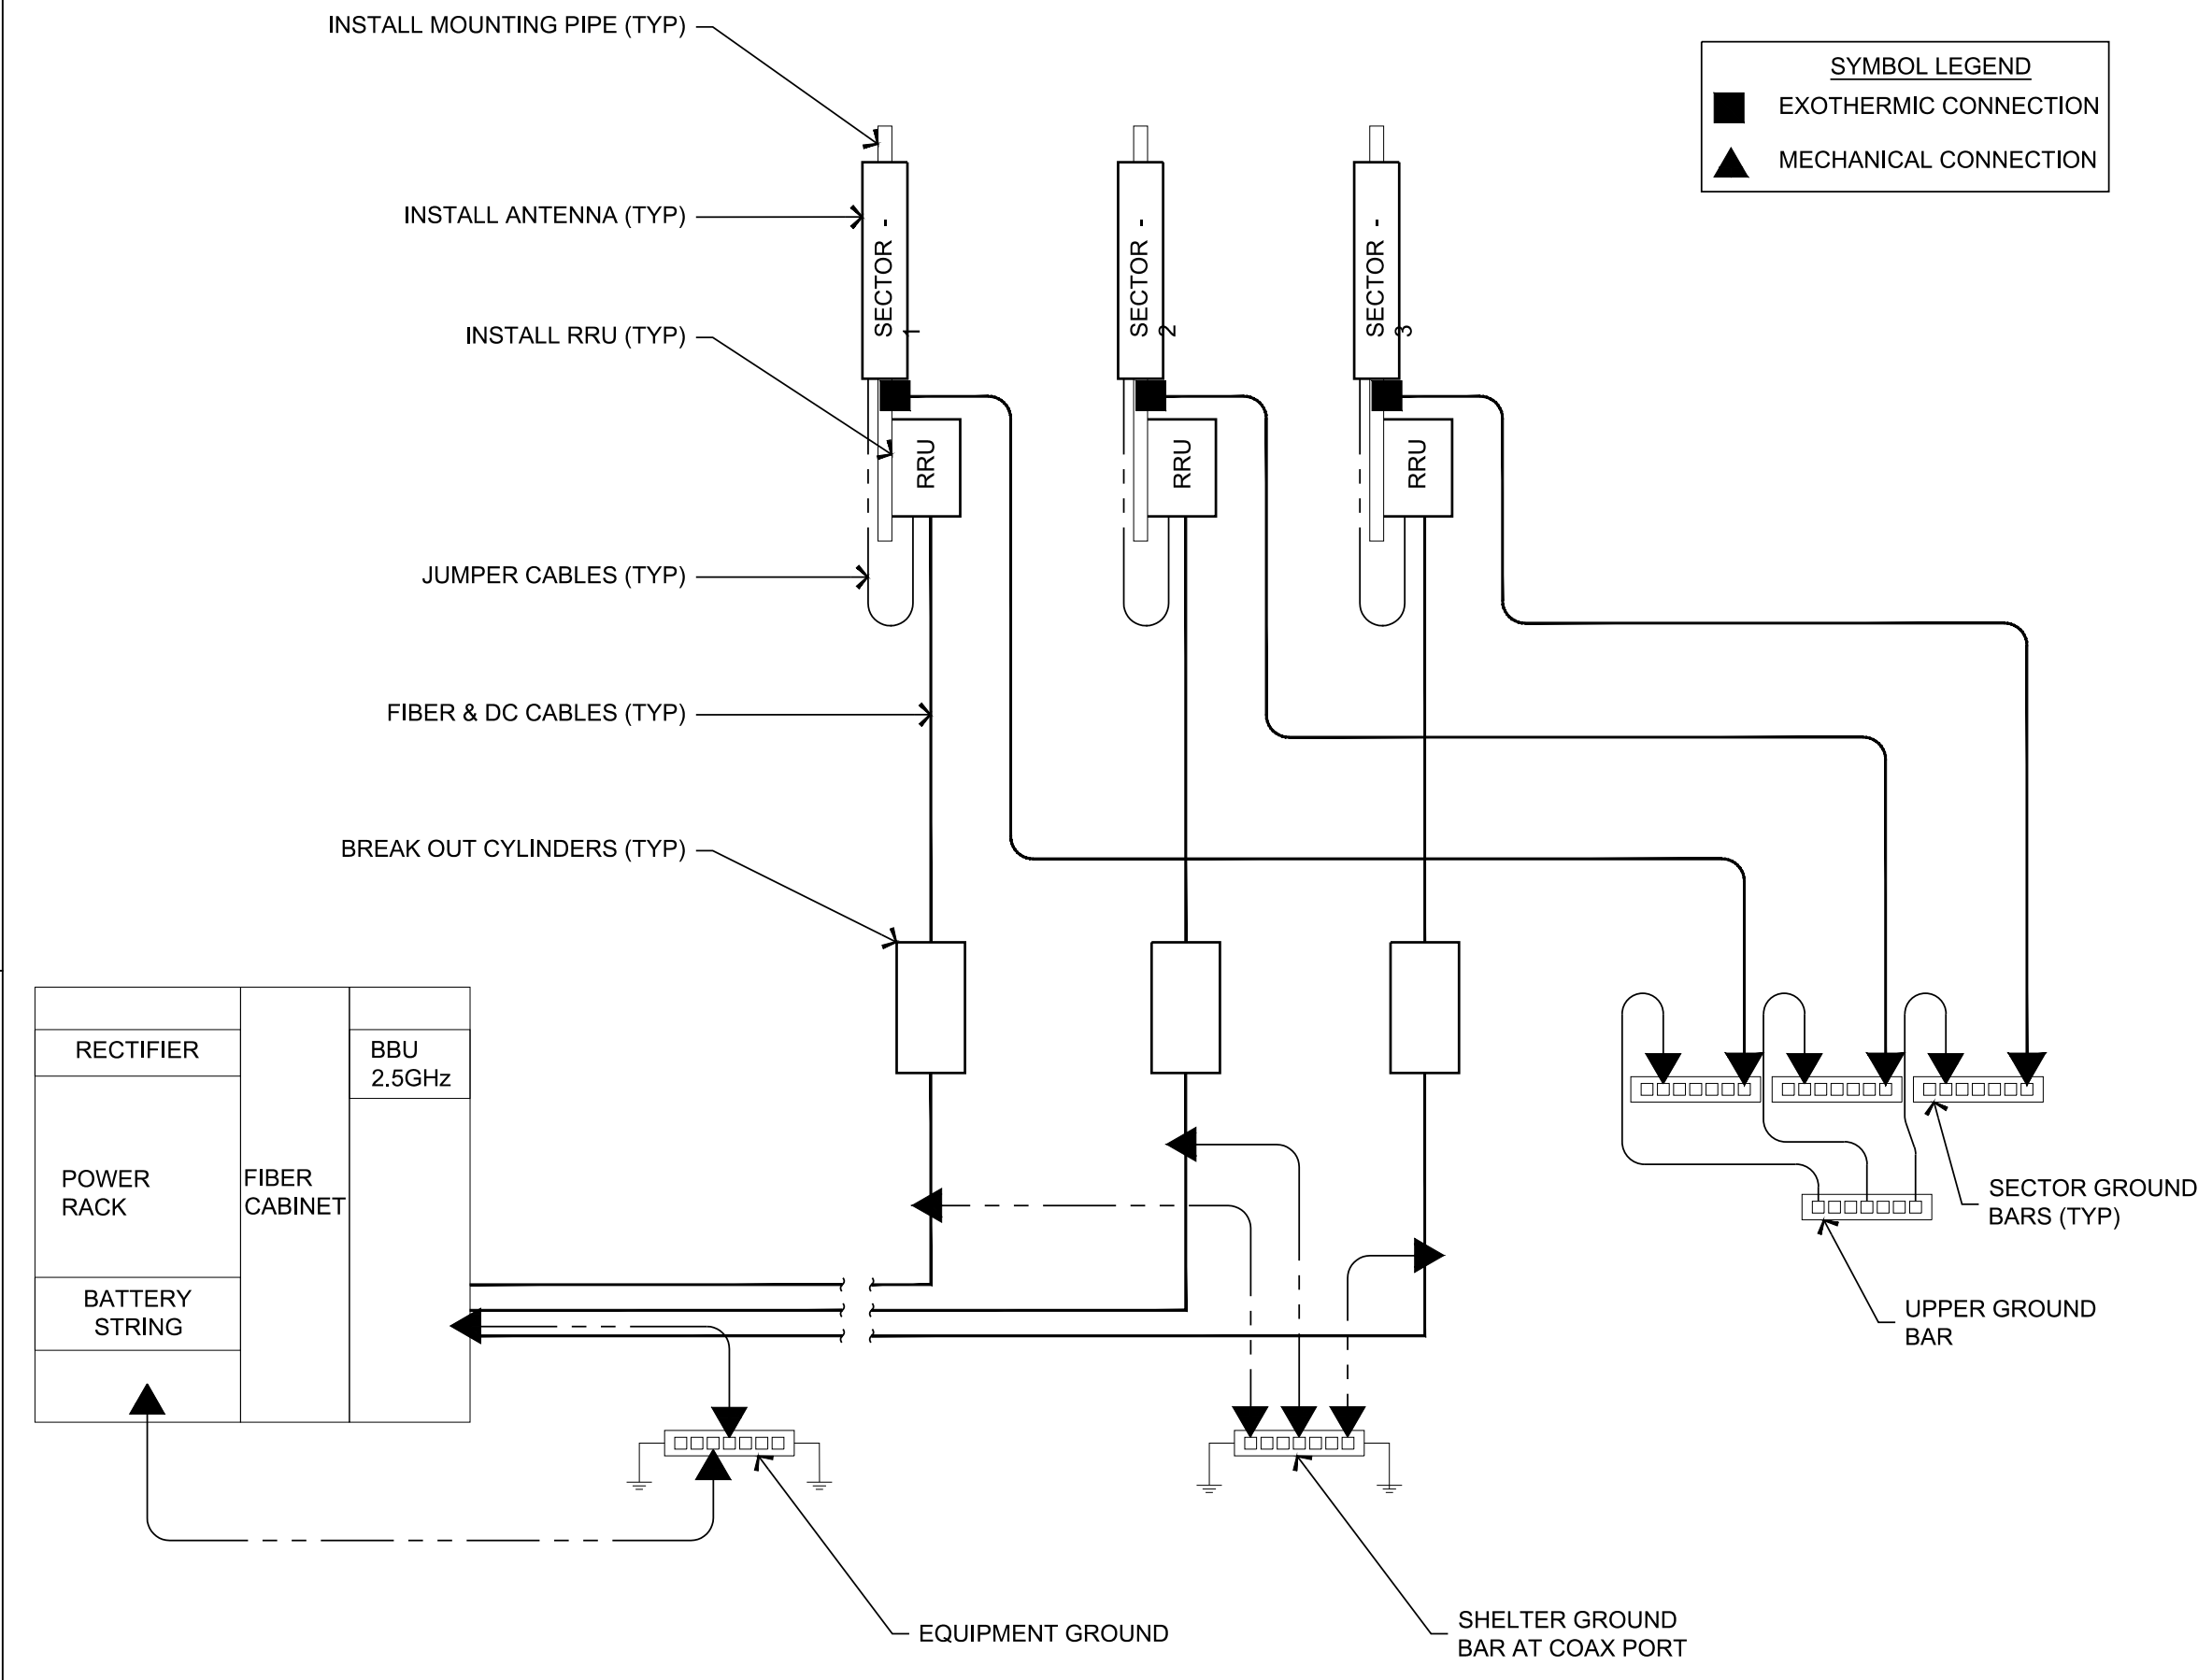 INSTALL MOUNTING PIPE (TYP)
SYMBOL LEGEND
EXOTHERMIC CONNECTION
MECHANICAL CONNECTION
INSTALL ANTENNA (TYP)
SECTOR -
1
SECTOR -
2
SECTOR -
3
INSTALL RRU (TYP)
RRU
RRU
RRU
JUMPER CABLES (TYP)
FIBER & DC CABLES (TYP)
BREAK OUT CYLINDERS (TYP)
RECTIFIER
BBU
2.5GHz
POWER
RACK
FIBER
CABINET
BATTERY
STRING
SECTOR GROUND
BARS (TYP)
UPPER GROUND
BAR
EQUIPMENT GROUND
SHELTER GROUND
BAR AT COAX PORT